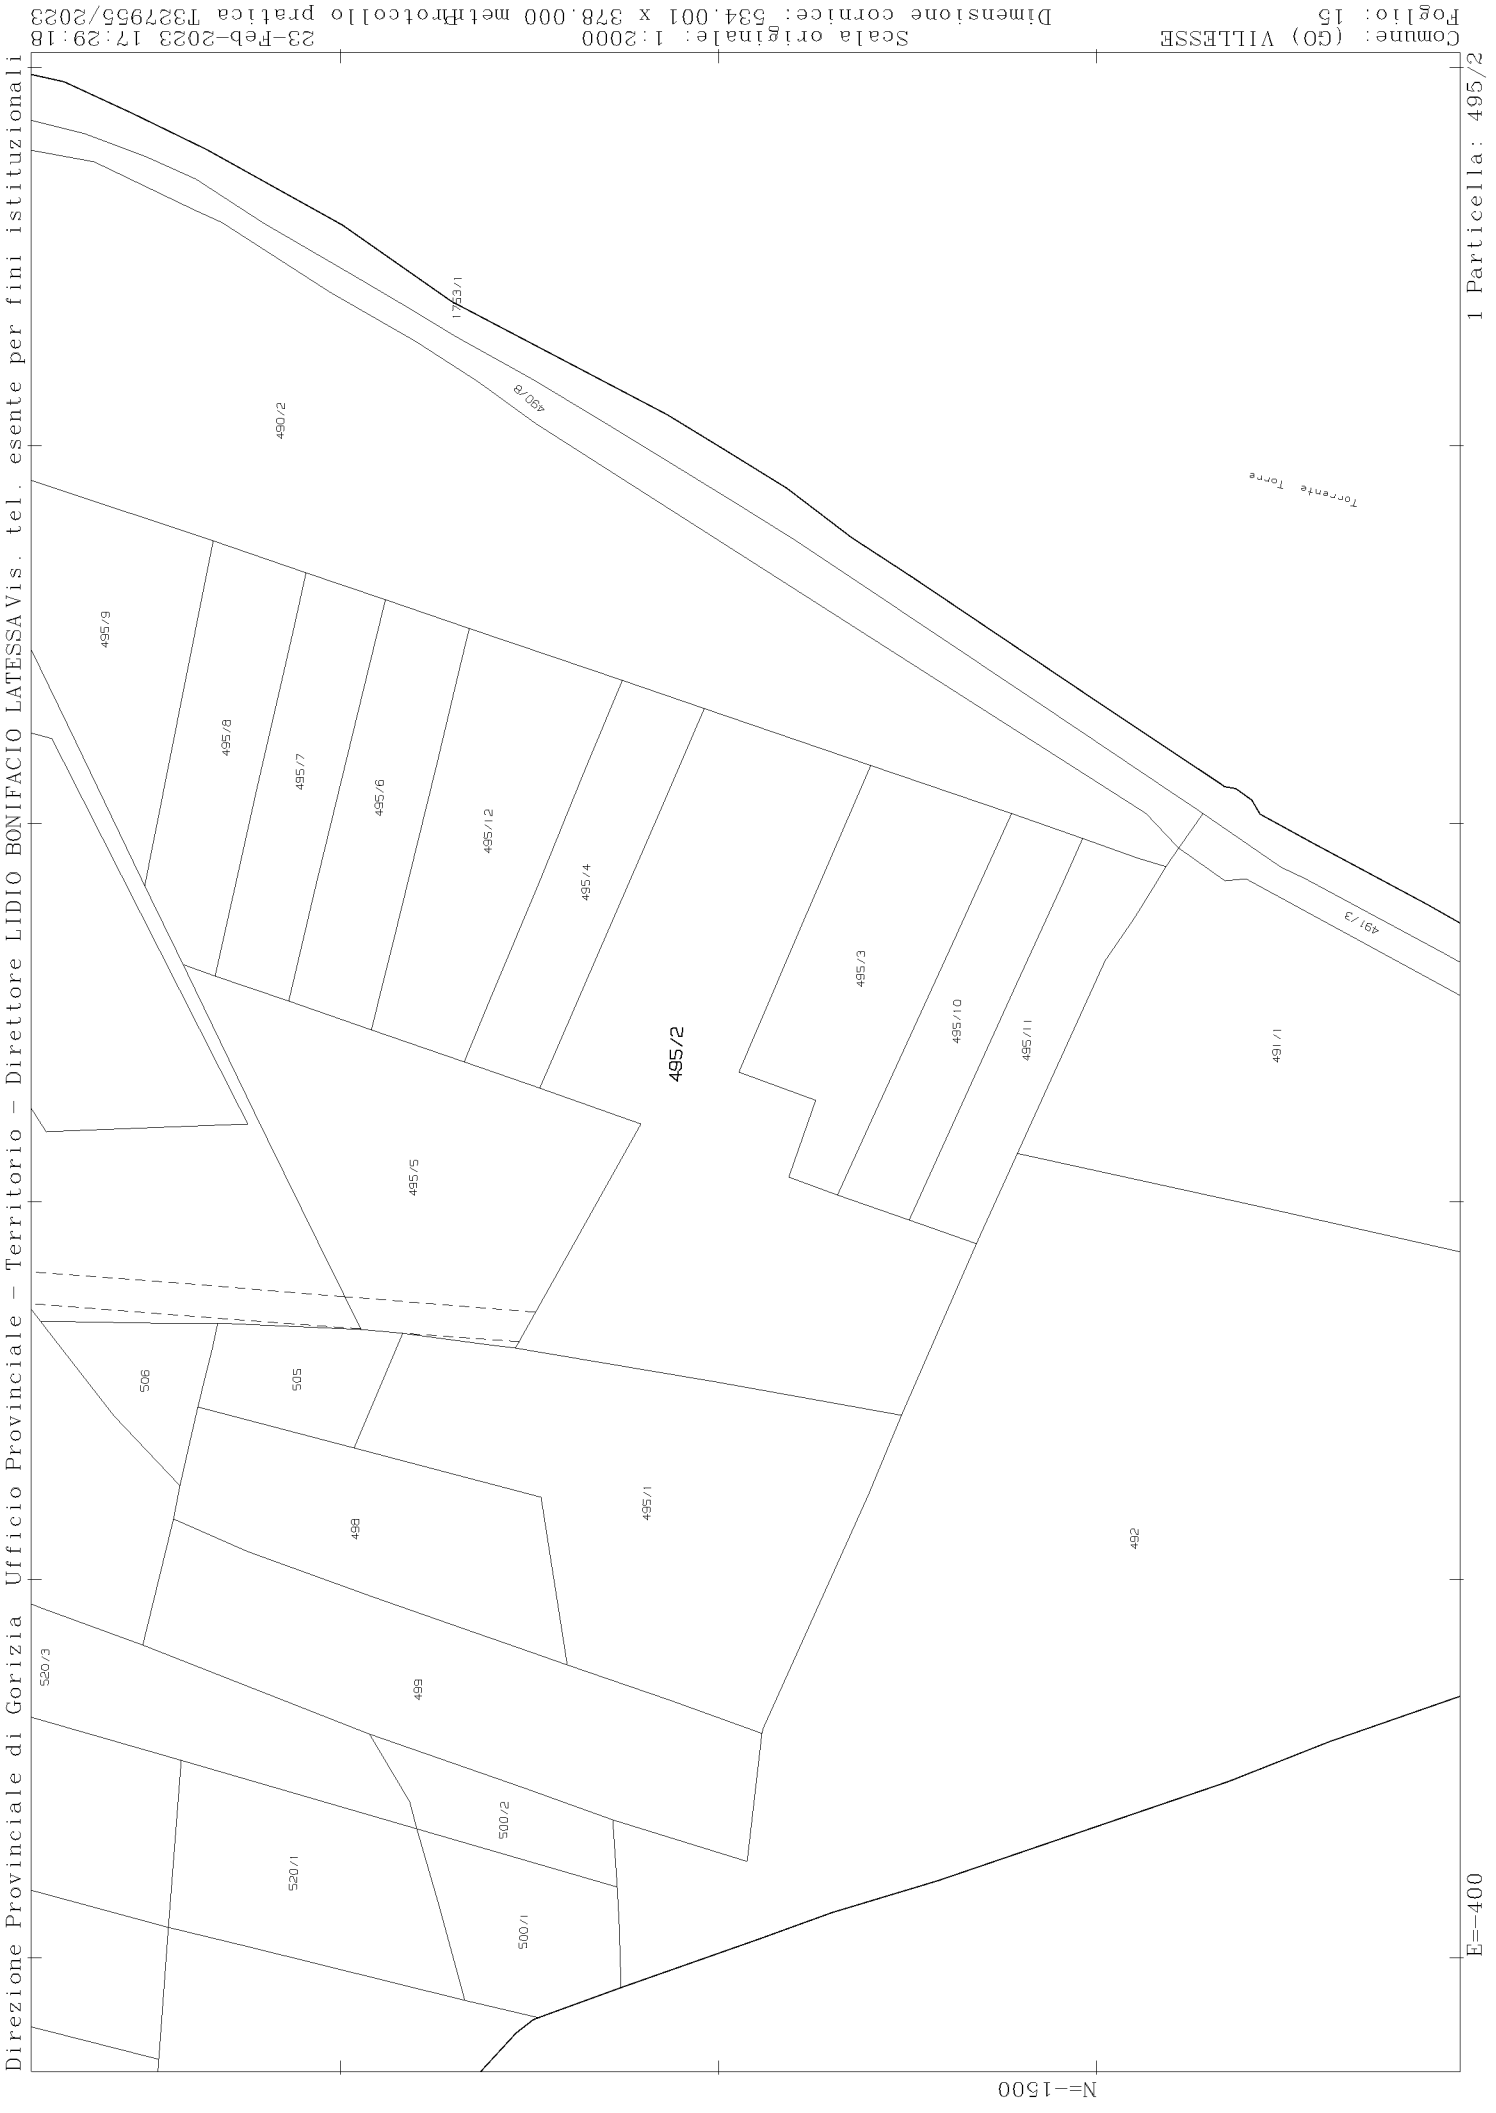 Direzione Provinciale di Gorizia Ufficio Provinciale - Territorio - Direttore LIDIO BONIFACIO LATESSA Vis. tel. esente per fini istituzionali
23-Feb-2023 17:29:18
pratica T327955/2023
Scala originale: 1:2000
Dimensione cornice: 534.001 x 378.000 metri
Protocollo
Comune: (GO) VILLESSE
Foglio: 15
1 Particella: 495/2
E=-400
N=-1500
1753/1
490/8
490/2
Torrente Torre
495/9
495/8
495/7
495/6
495/12
495/4
495/3
495/10
495/11
491/3
491/1
495/2
495/5
506
505
498
495/1
492
520/3
499
500/2
520/1
500/1